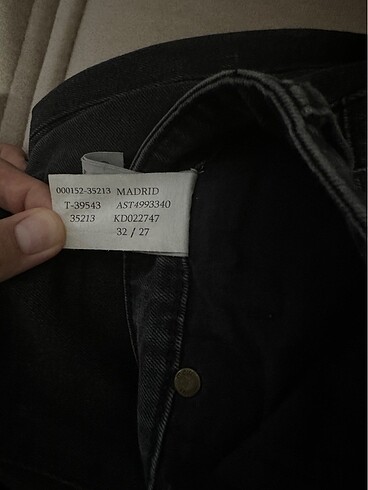 000152-35213 MADRID
T-39543 AST4993340
35213 KD022747
32 / 27